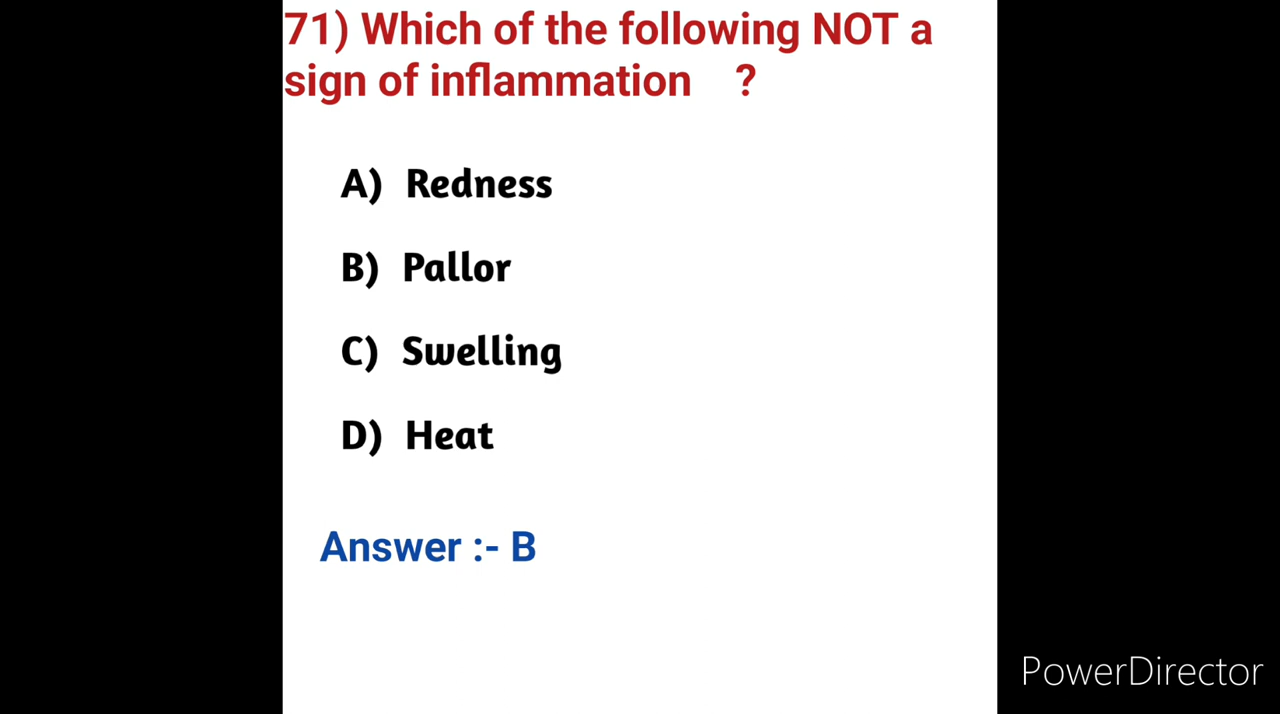 71) Which of the following NOT a
sign of inflammation ?
A) Redness
B) Pallor
C) Swelling
D) Heat
Answer :- B
PowerDirector